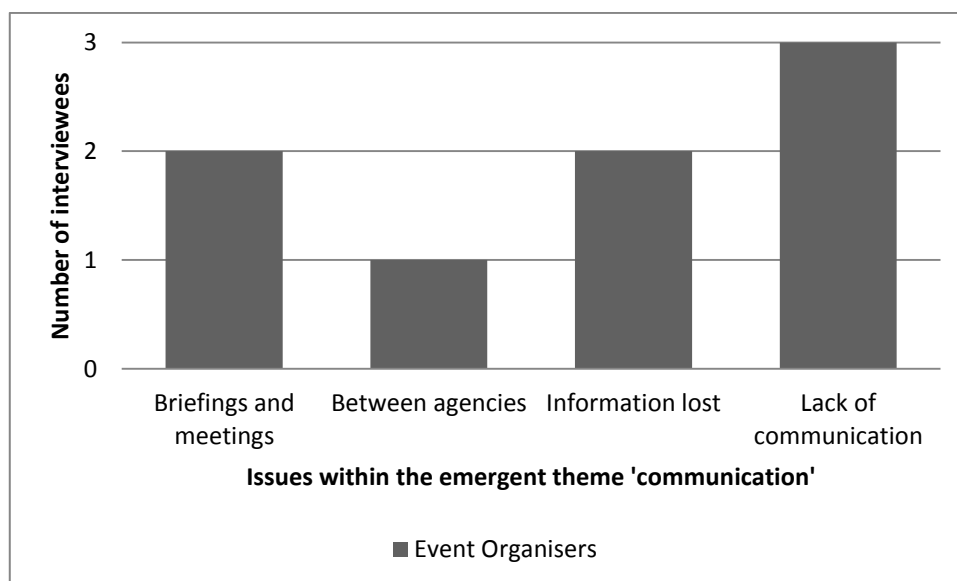 3
2
1
0
Number of interviewees
Briefings and
meetings
Between agencies
Information lost
Lack of
communication
Issues within the emergent theme 'communication'
Event Organisers